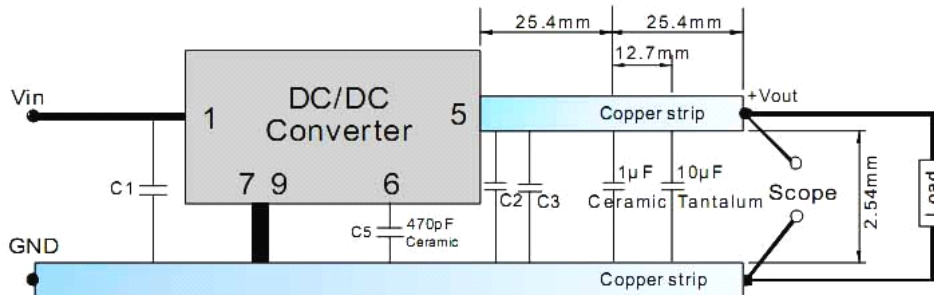 25.4mm 25.4mm
12.7mm
Vin
DC/DC
Converter
1
5
Copper strip
+Vout
7 9
6
C1
C2
C3
1µF
Ceramic
10µF
Tantalum
Scope
2.54mm
Load
C5
470pF
Ceramic
GND
Copper strip